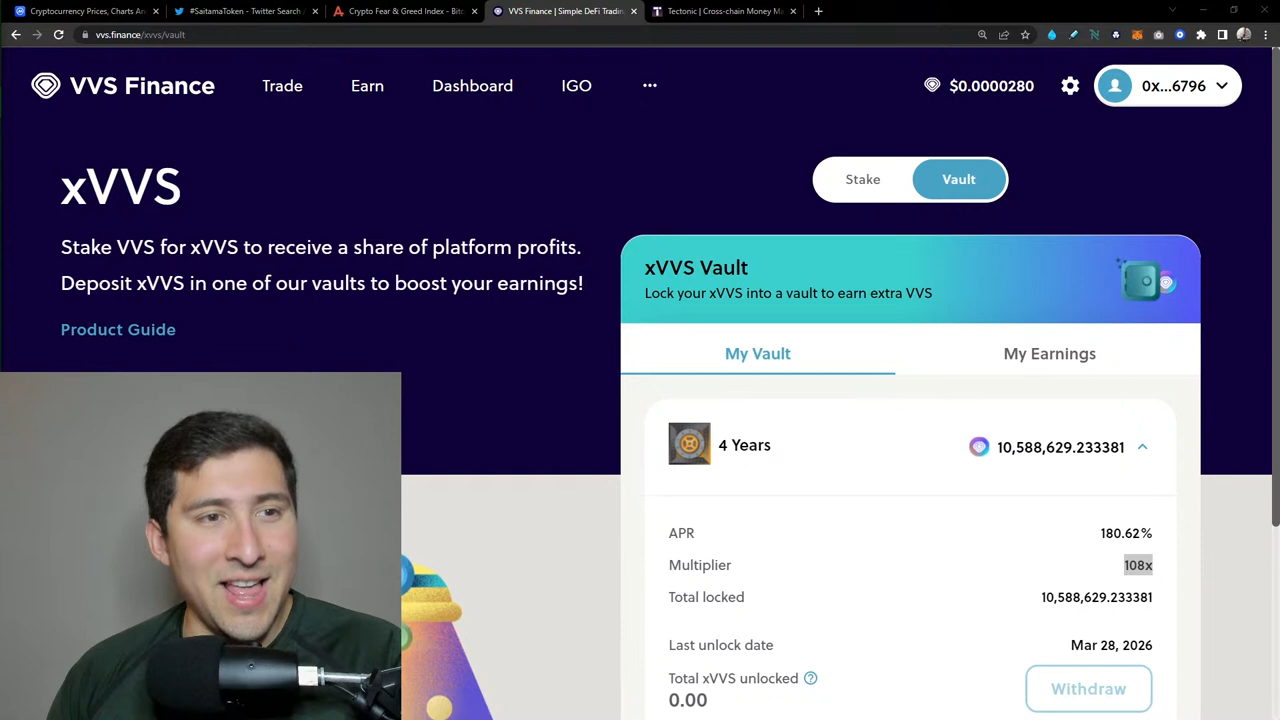 Cryptocurrency Prices, Charts An
#SaitamaToken - Twitter Search
Crypto Fear & Greed Index - Bitc
VVS Finance | Simple DeFi Tradin
Tectonic | Cross-chain Money M
vvs.finance/xvvs/vault
VVS Finance
Trade
Earn
Dashboard
IGO
$0.0000280
0x...6796
xVVS
Stake
Vault
Stake VVS for xVVS to receive a share of platform profits.
Deposit xVVS in one of our vaults to boost your earnings!
Product Guide
xVVS Vault
Lock your xVVS into a vault to earn extra VVS
My Vault
My Earnings
4 Years
10,588,629.233381
APR
180.62%
Multiplier
108x
Total locked
10,588,629.233381
Last unlock date
Mar 28, 2026
Total xVVS unlocked
0.00
Withdraw